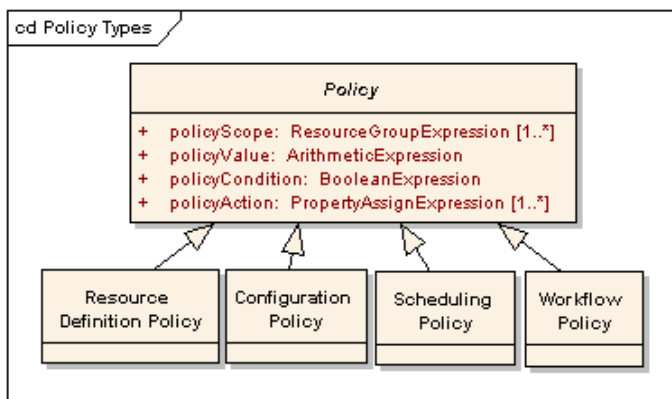 cd Policy Types
Policy
+ policyScope: ResourceGroupExpression [1..*]
+ policyValue: ArithmeticExpression
+ policyCondition: BooleanExpression
+ policyAction: PropertyAssignExpression [1..*]
Resource
Definition Policy
Configuration
Policy
Scheduling
Policy
Workflow
Policy